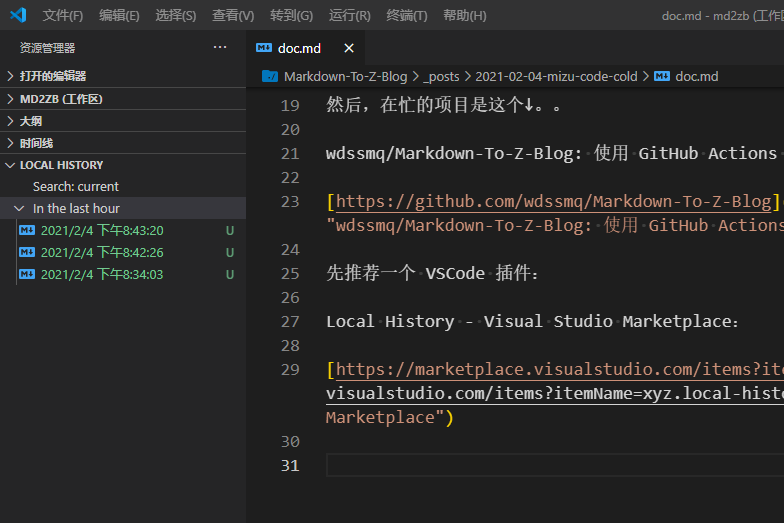 文件(F) 编辑(E) 选择(S) 查看(V) 转到(G) 运行(R) 终端(T) 帮助(H) doc.md - md2zb (工作区
资源管理器 ···
打开的编辑器
MD2ZB (工作区)
大纲
时间线
LOCAL HISTORY
Search: current
In the last hour
2021/2/4 下午8:43:20 U
2021/2/4 下午8:42:26 U
2021/2/4 下午8:34:03 U
doc.md
Markdown-To-Z-Blog > _posts > 2021-02-04-mizu-code-cold > doc.md
19 然后，在忙的项目是这个↓。。
20
21 wdssmq/Markdown-To-Z-Blog: 使用 GitHub Actions
22
23 [https://github.com/wdssmq/Markdown-To-Z-Blog]
"wdssmq/Markdown-To-Z-Blog: 使用 GitHub Actions
24
25 先推荐一个 VSCode 插件：
26
27 Local History - Visual Studio Marketplace：
28
29 [https://marketplace.visualstudio.com/items?ite
visualstudio.com/items?itemName=xyz.local-histo
Marketplace")
30
31